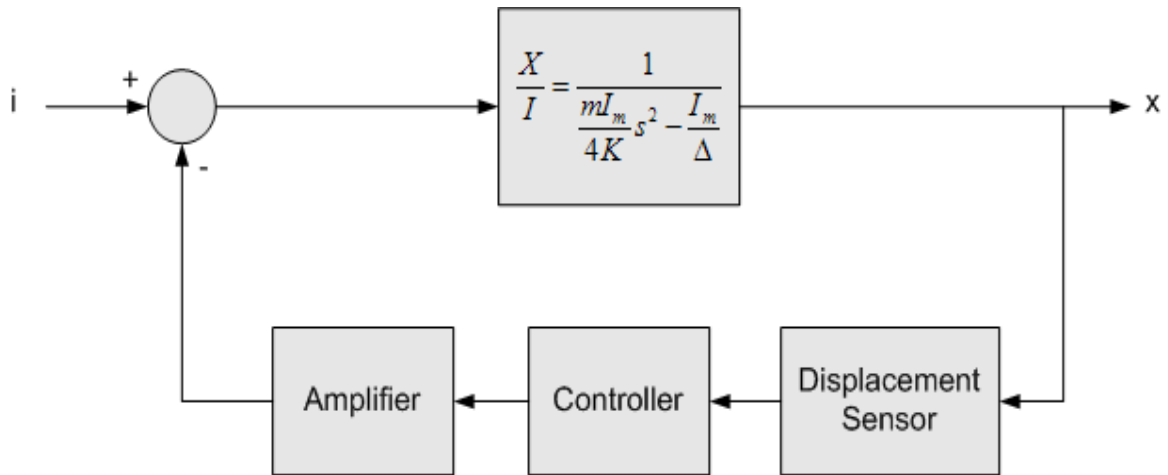 +
i
X/I = 1/((mI_m/4K)s^2 - I_m/Δ)
x
-
Amplifier
Controller
Displacement
Sensor